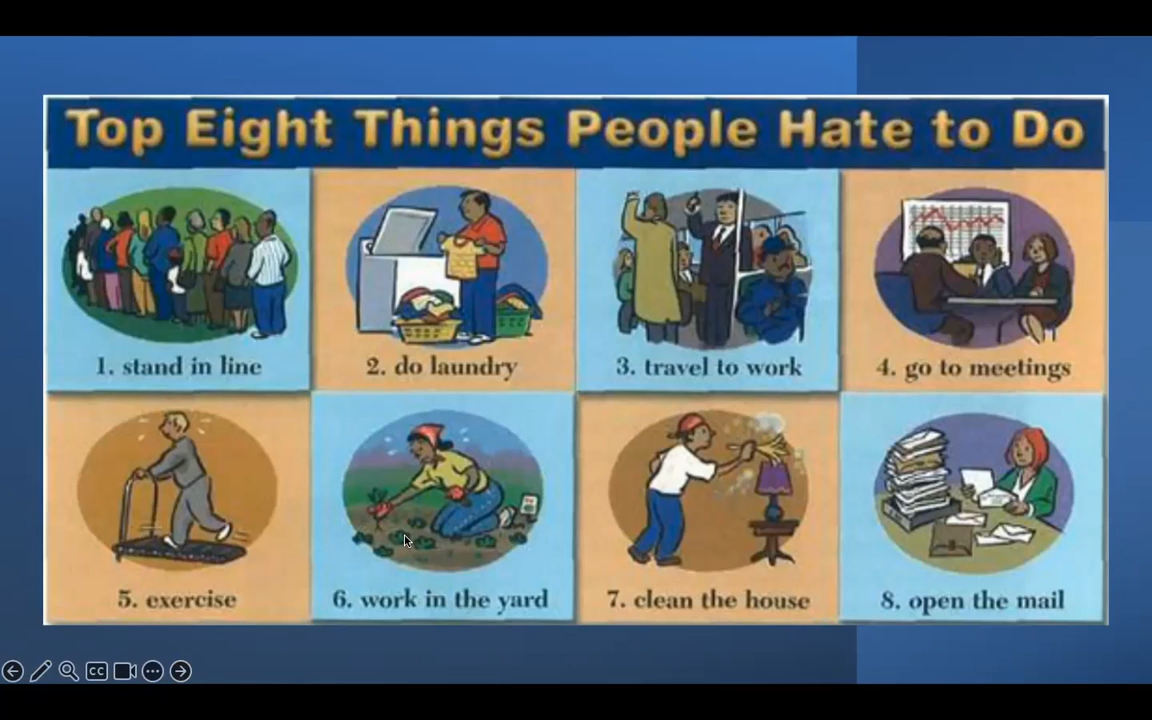 Top Eight Things People Hate to Do
1. stand in line
2. do laundry
3. travel to work
4. go to meetings
5. exercise
6. work in the yard
7. clean the house
8. open the mail
CC